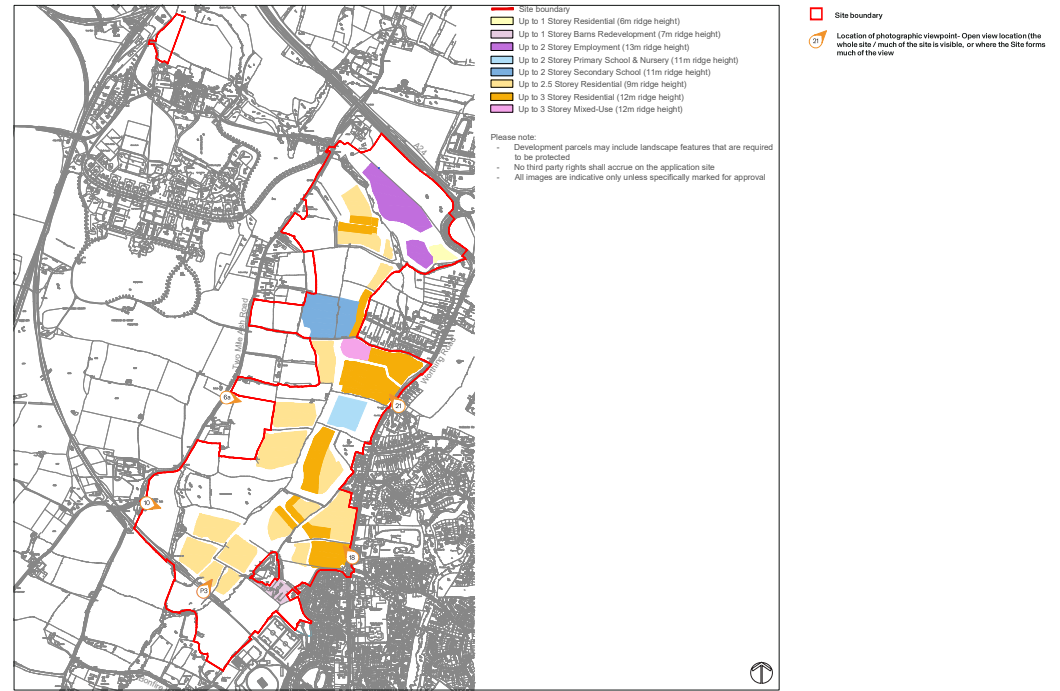 Site boundary
Up to 1 Storey Residential (6m ridge height)
Up to 1 Storey Barns Redevelopment (7m ridge height)
Up to 2 Storey Employment (13m ridge height)
Up to 2 Storey Primary School & Nursery (11m ridge height)
Up to 2 Storey Secondary School (11m ridge height)
Up to 2.5 Storey Residential (9m ridge height)
Up to 3 Storey Residential (12m ridge height)
Up to 3 Storey Mixed-Use (12m ridge height)
Please note:
- Development parcels may include landscape features that are required
to be protected
- No third party rights shall accrue on the application site
- All images are indicative only unless specifically marked for approval
Site boundary
21
Location of photographic viewpoint- Open view location (the
whole site / much of the site is visible, or where the Site forms
much of the view
A24
Two Mile Ash Road
Worthing Road
6a
21
10
18
P3